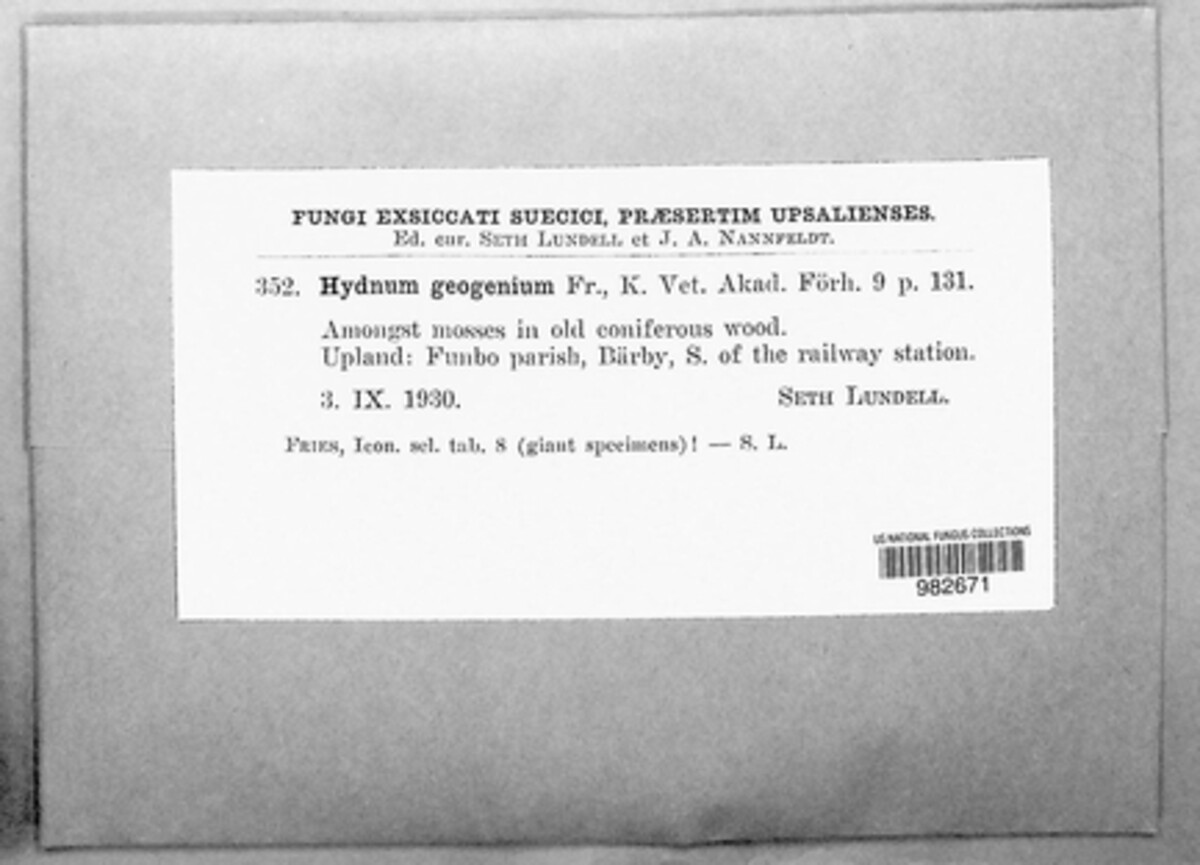 FUNGI EXSICCATI SUECICI, PRÆSERTIM UPSALIENSES.
Ed. cur. SETH LUNDELL et J. A. NANNFELDT.
352. Hydnum geogenium Fr., K. Vet. Akad. Förh. 9 p. 131.
Amongst mosses in old coniferous wood.
Upland: Funbo parish, Bärby, S. of the railway station.
3. IX. 1930. SETH LUNDELL.
FRIES, Icon. sel. tab. 8 (giant specimens)! — S. L.
US NATIONAL FUNGUS COLLECTIONS
982671